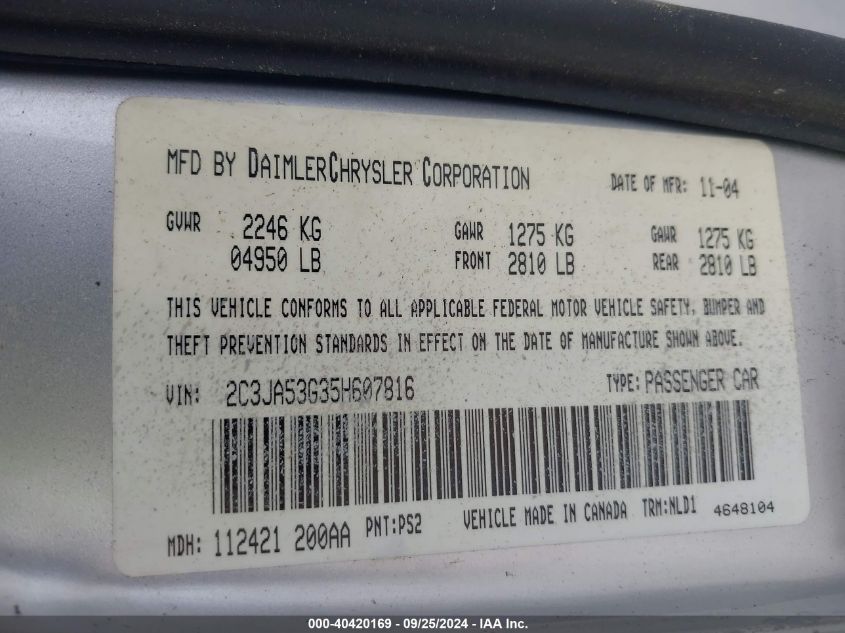 MFD BY DAIMLERCHRYSLER CORPORATION DATE OF MFR: 11-04
GVWR 2246 KG GAWR 1275 KG GAWR 1275 KG
04950 LB FRONT 2810 LB REAR 2810 LB
THIS VEHICLE CONFORMS TO ALL APPLICABLE FEDERAL MOTOR VEHICLE SAFETY, BUMPER AND
THEFT PREVENTION STANDARDS IN EFFECT ON THE DATE OF MANUFACTURE SHOWN ABOVE.
VIN: 2C3JA53G35H607816 TYPE: PASSENGER CAR
MDH: 112421 200AA PNT:PS2 VEHICLE MADE IN CANADA TRM:NLD1 4648104
000-40420169 - 09/25/2024 - IAA Inc.